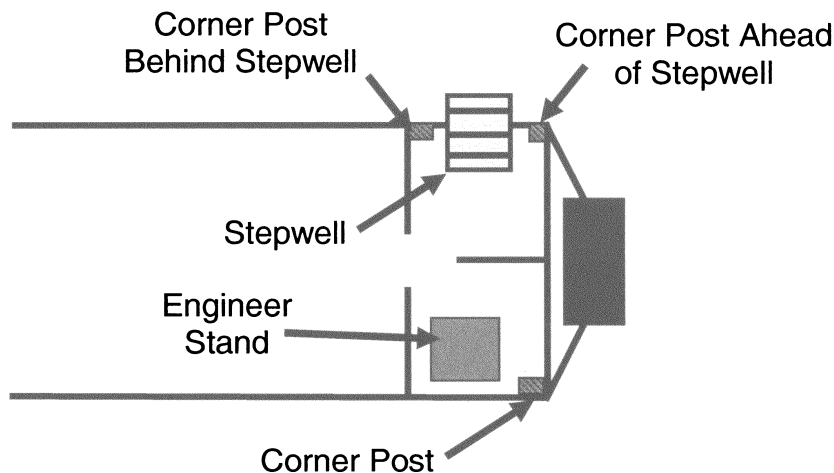 Corner Post
Behind Stepwell
Corner Post Ahead
of Stepwell
Stepwell
Engineer
Stand
Corner Post